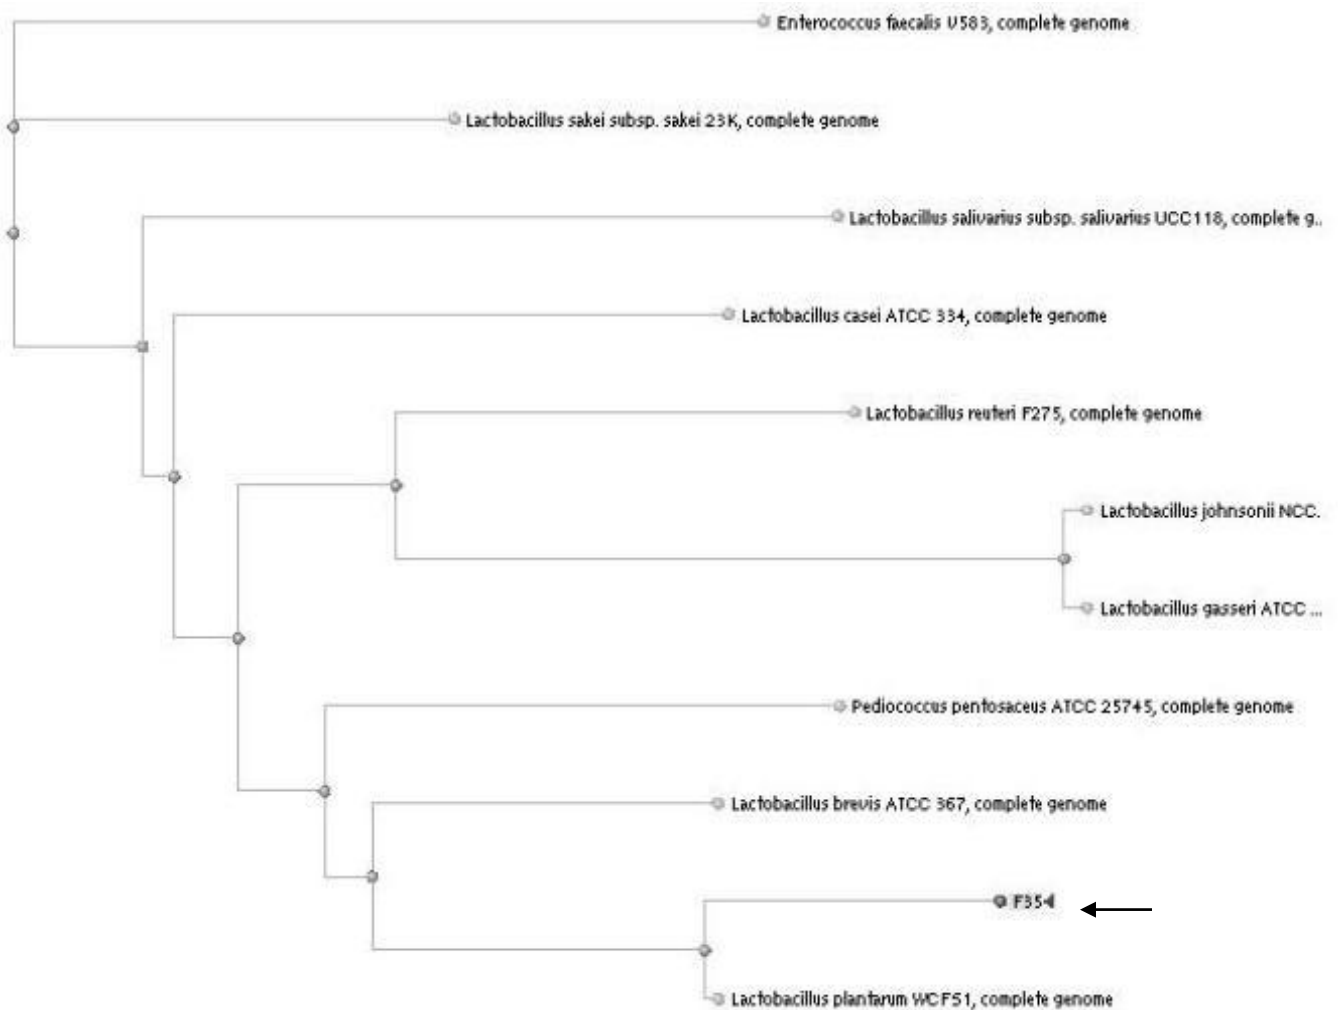 Enterococcus faecalis V583, complete genome
Lactobacillus sakei subsp. sakei 23K, complete genome
Lactobacillus salivarius subsp. salivarius UCC118, complete g..
Lactobacillus casei ATCC 334, complete genome
Lactobacillus reuteri F275, complete genome
Lactobacillus johnsonii NCC.
Lactobacillus gasseri ATCC ...
Pediococcus pentosaceus ATCC 25745, complete genome
Lactobacillus brevis ATCC 367, complete genome
F354
Lactobacillus plantarum WCFS1, complete genome